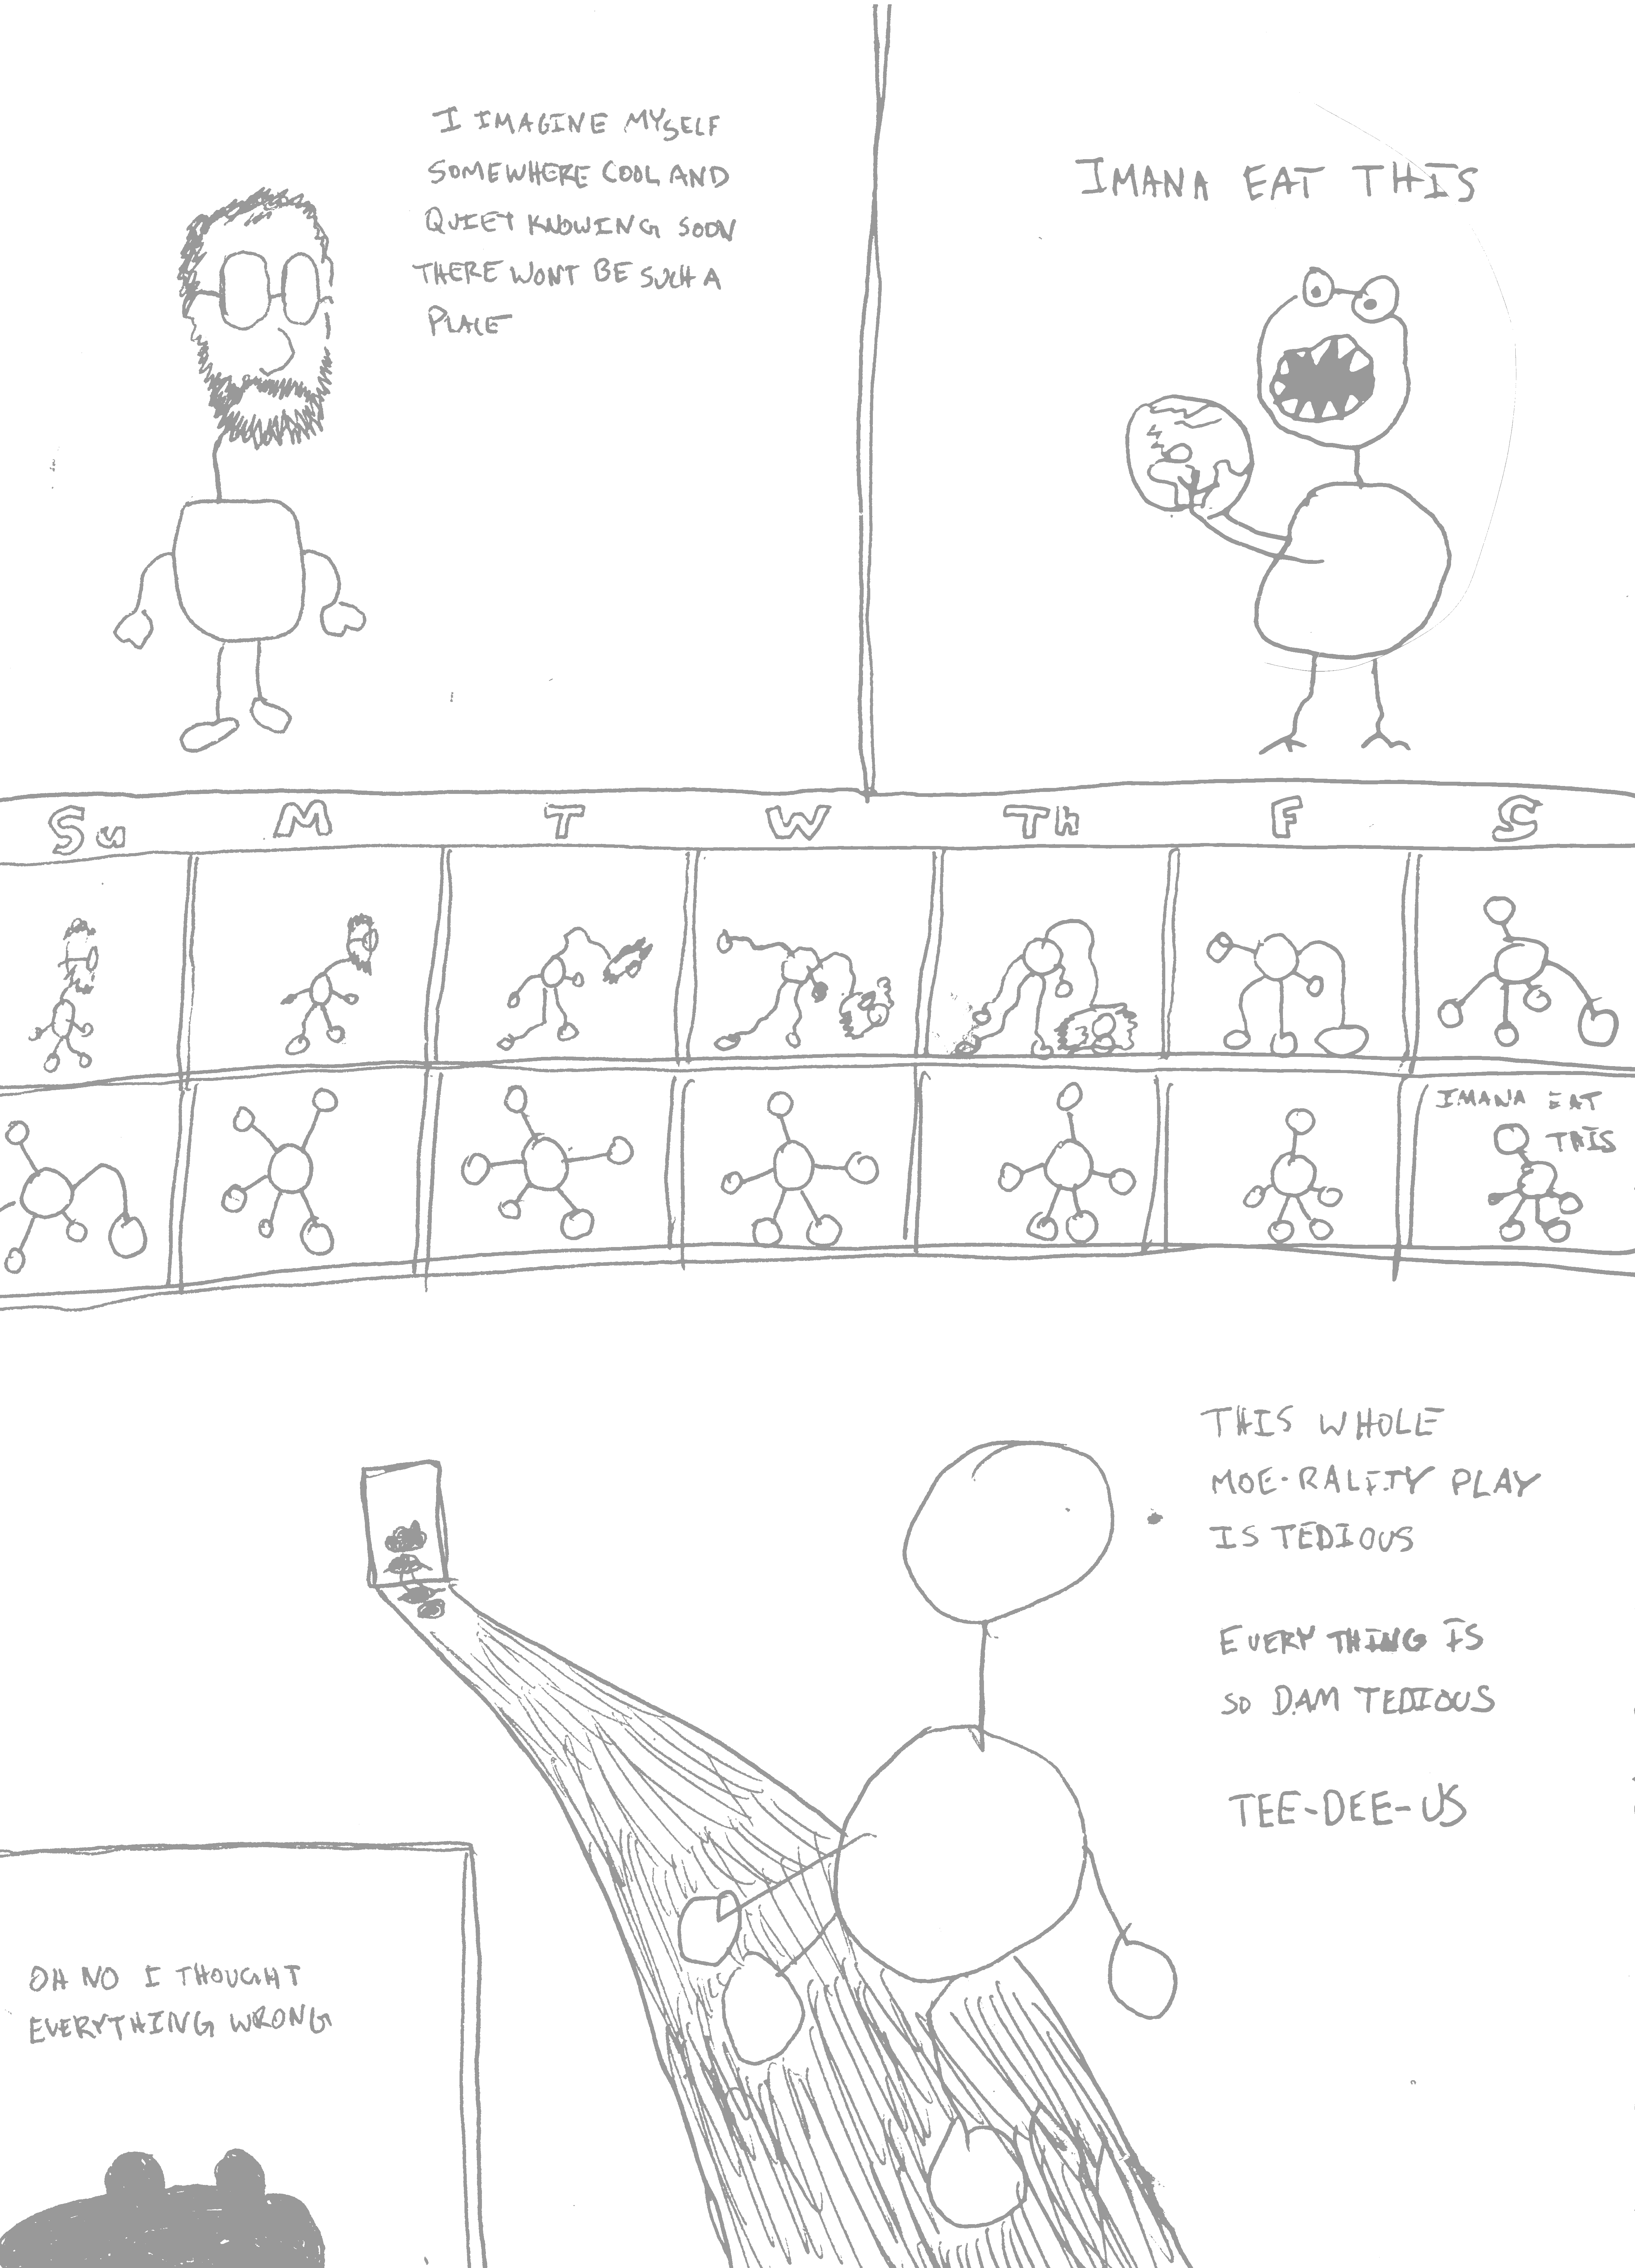 I IMAGINE MYSELF
SOMEWHERE COOL AND
QUIET KNOWING SOON
THERE WONT BE SUCH A
PLACE
IMANA EAT THIS
Su M T W Th F S
IMANA EAT
THIS
THIS WHOLE
MOE-RALITY PLAY
IS TEDIOUS
EVERY THING IS
SO DAM TEDIOUS
TEE-DEE-US
OH NO I THOUGHT
EVERYTHING WRONG